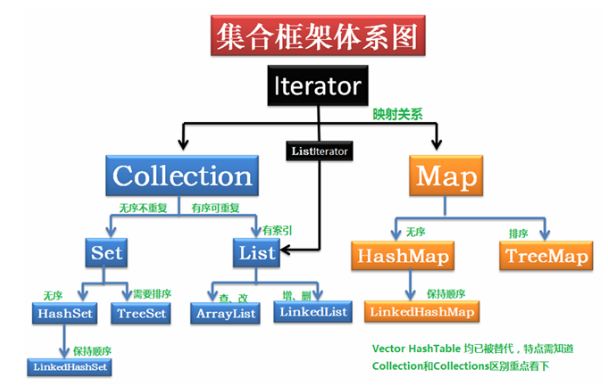 集合框架体系图
Iterator
映射关系
ListIterator
Collection
Map
无序不重复
有序可重复
有索引
无序
排序
Set
List
HashMap
TreeMap
无序
需要排序
查、改
增、删
保持顺序
HashSet
TreeSet
ArrayList
LinkedList
LinkedHashMap
保持顺序
LinkedHashSet
Vector HashTable 均已被替代，特点需知道
Collection和Collections区别重点看下